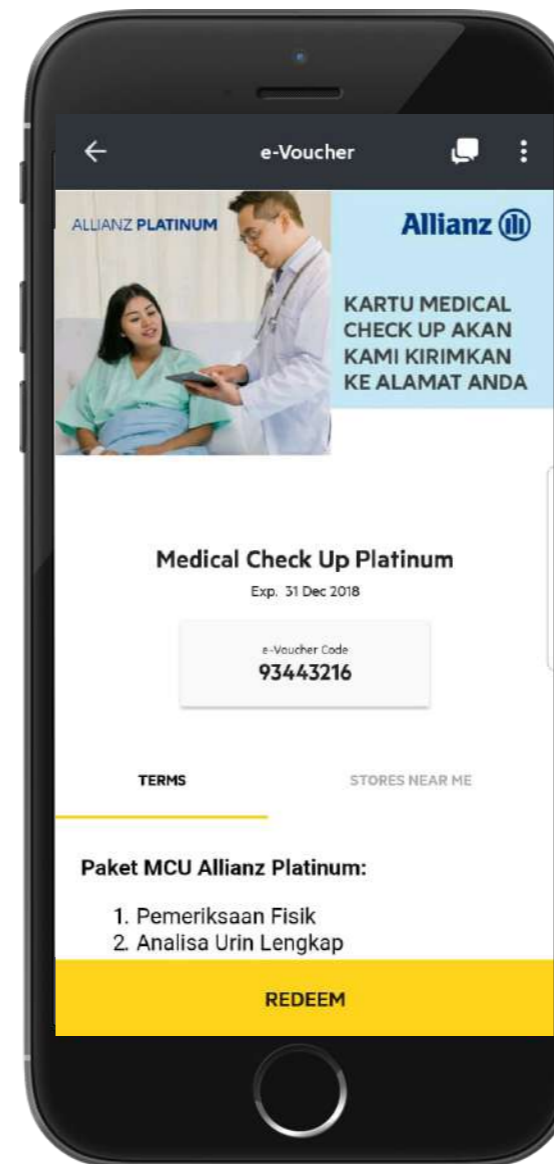 e-Voucher
ALLIANZ PLATINUM
Allianz
KARTU MEDICAL
CHECK UP AKAN
KAMI KIRIMKAN
KE ALAMAT ANDA
Medical Check Up Platinum
Exp. 31 Dec 2018
e-Voucher Code
93443216
TERMS
STORES NEAR ME
Paket MCU Allianz Platinum:
1. Pemeriksaan Fisik
2. Analisa Urin Lengkap
REDEEM